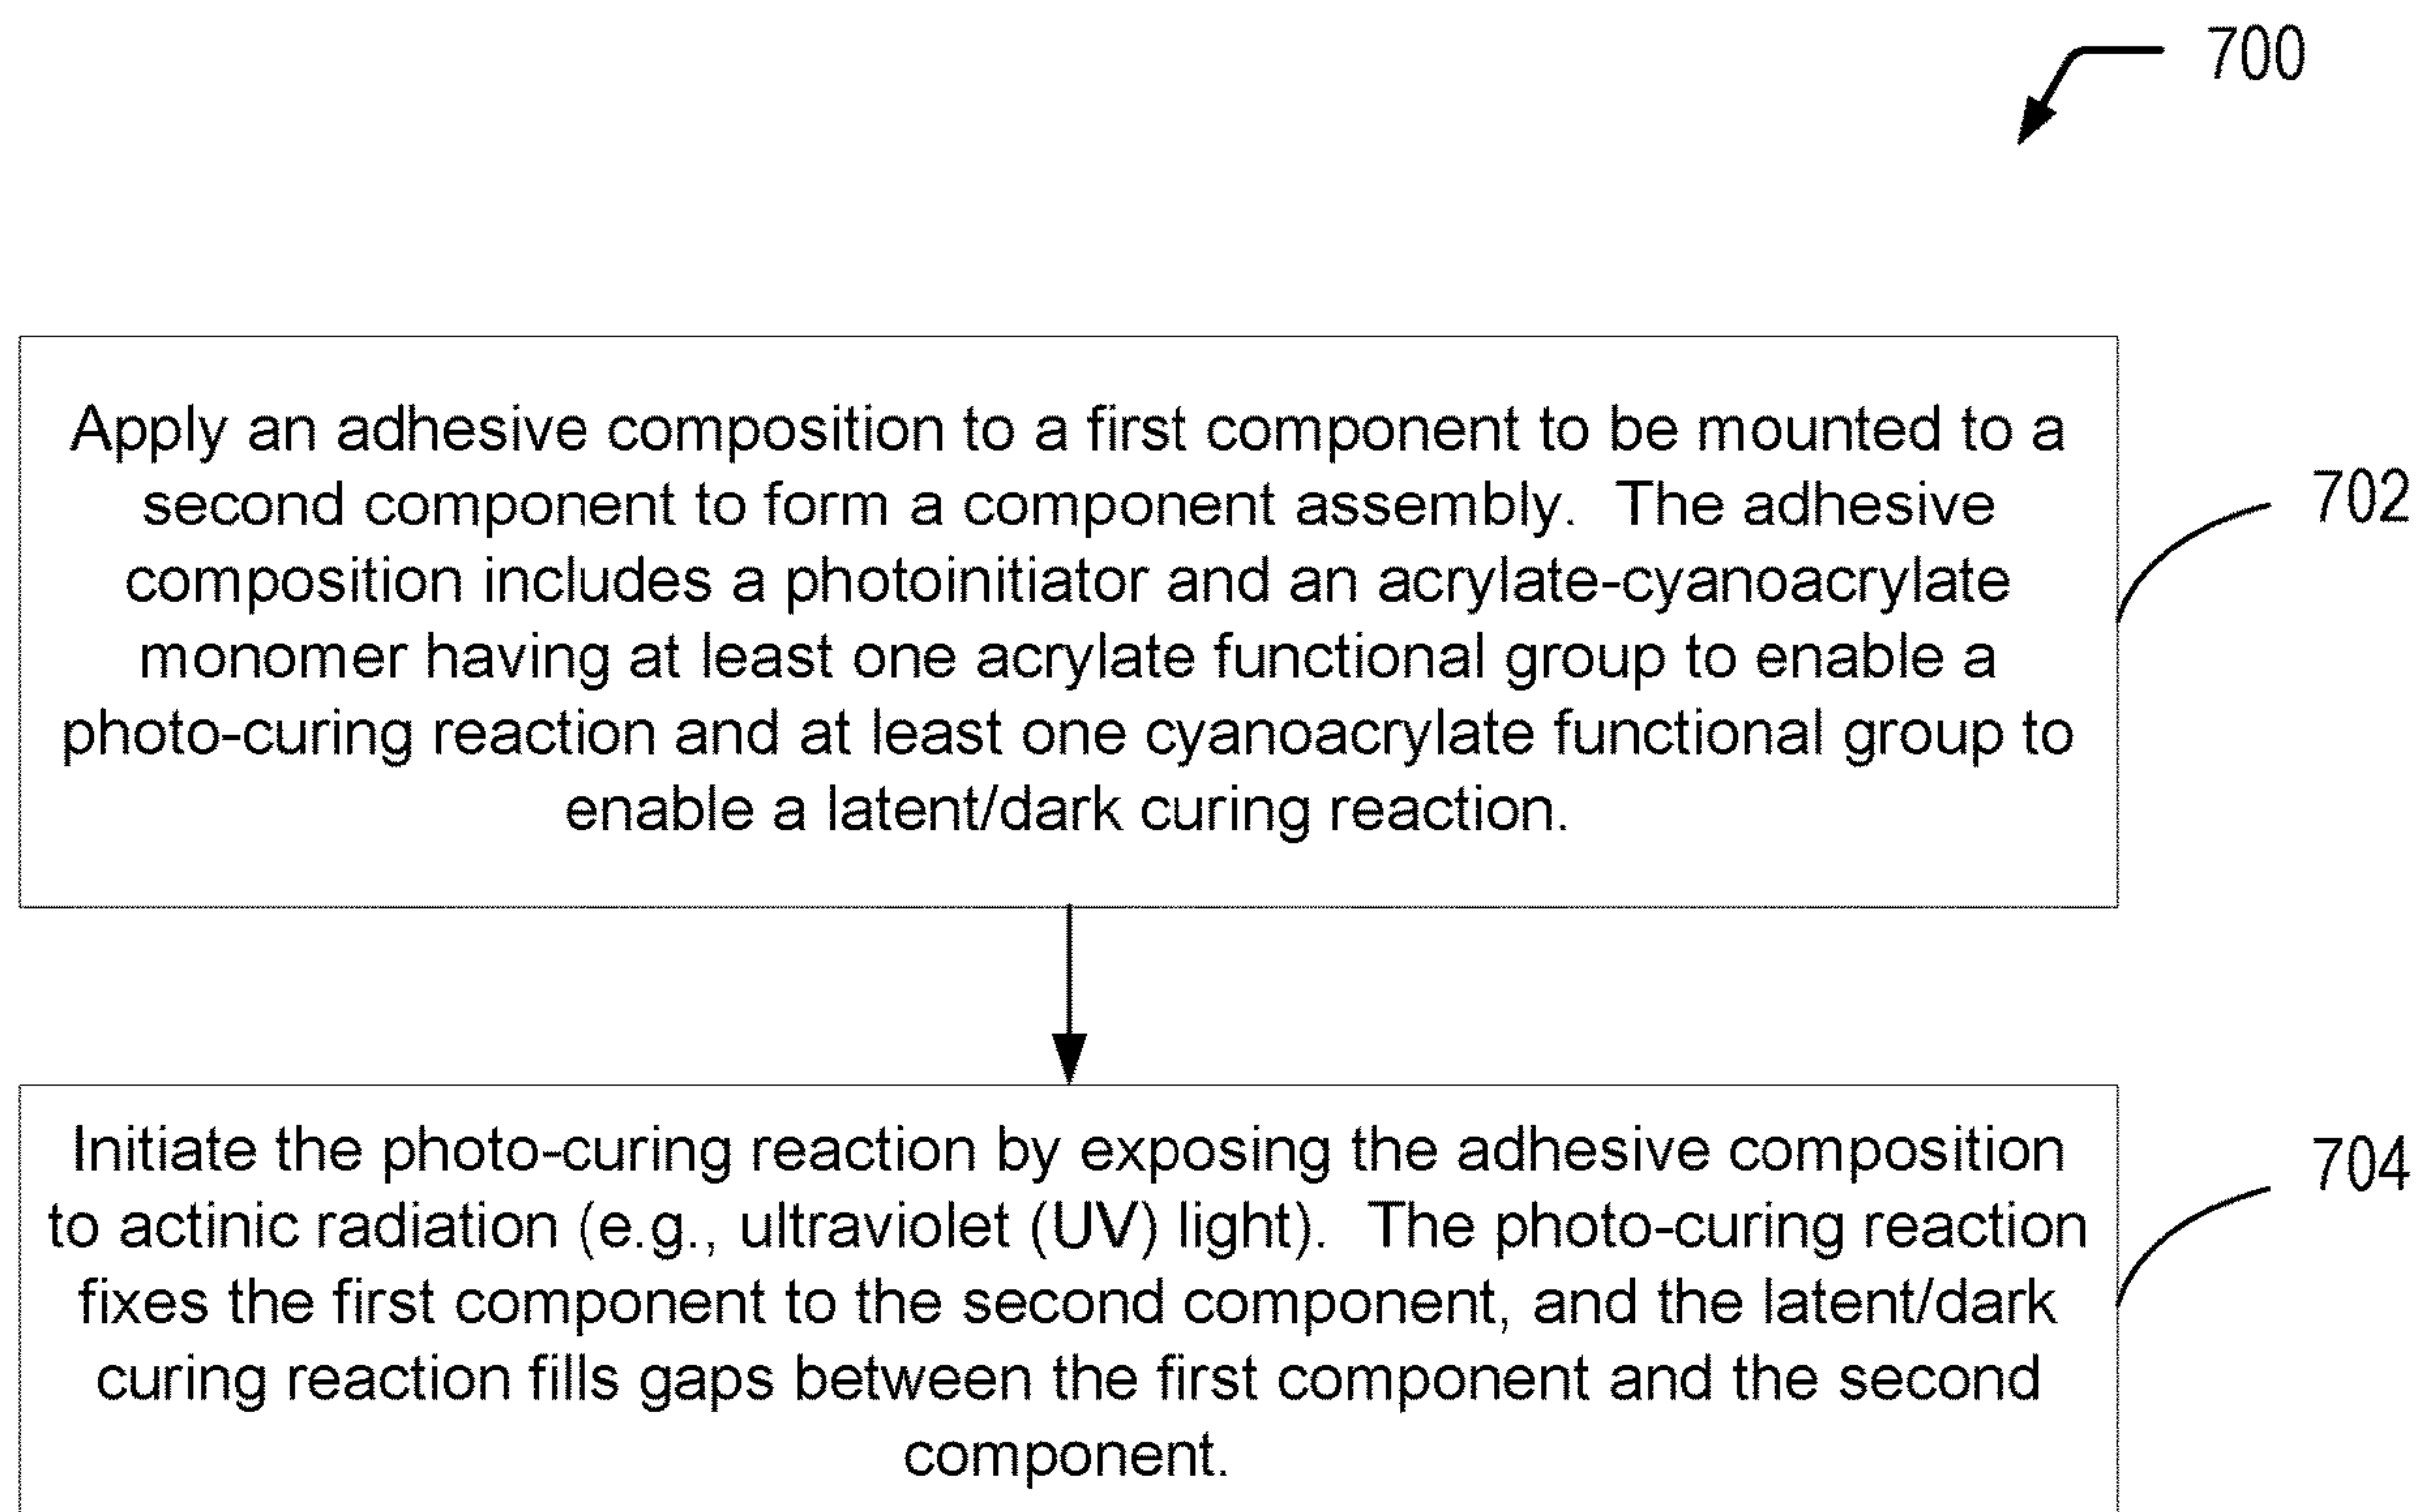 700
Apply an adhesive composition to a first component to be mounted to a
second component to form a component assembly.  The adhesive
composition includes a photoinitiator and an acrylate-cyanoacrylate
monomer having at least one acrylate functional group to enable a
photo-curing reaction and at least one cyanoacrylate functional group to
enable a latent/dark curing reaction.
702
Initiate the photo-curing reaction by exposing the adhesive composition
to actinic radiation (e.g., ultraviolet (UV) light).  The photo-curing reaction
fixes the first component to the second component, and the latent/dark
curing reaction fills gaps between the first component and the second
component.
704